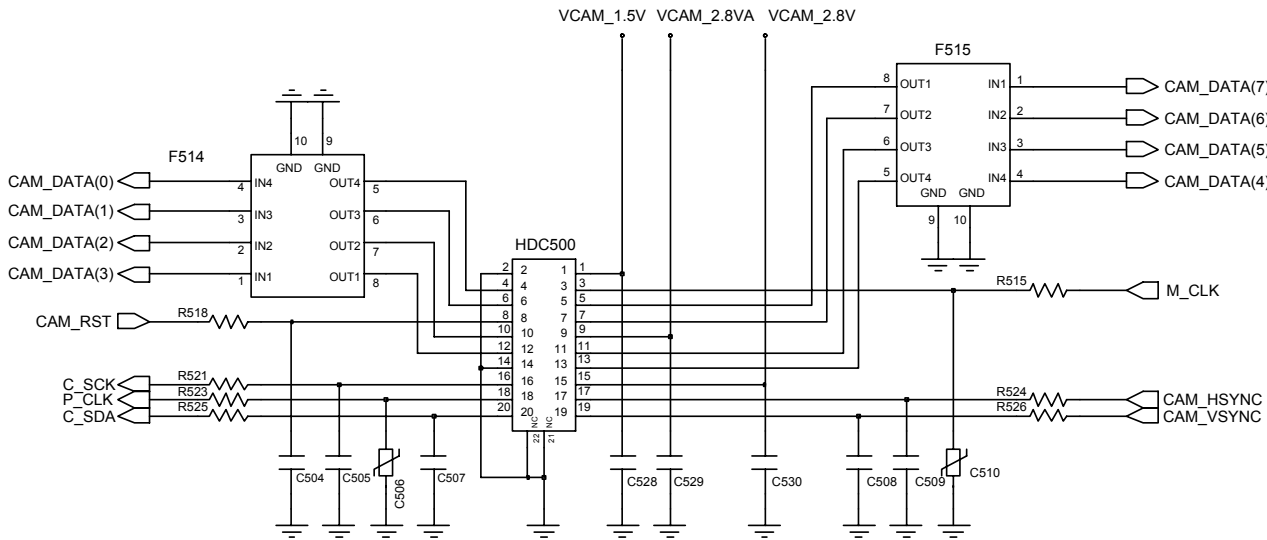 VCAM_1.5V VCAM_2.8VA VCAM_2.8V
F515
8 OUT1 IN1 1 CAM_DATA(7)
7 OUT2 IN2 2 CAM_DATA(6)
6 OUT3 IN3 3 CAM_DATA(5)
5 OUT4 IN4 4 CAM_DATA(4)
GND GND
9 10
10 9
F514
GND GND
CAM_DATA(0) 4 IN4 OUT4 5
CAM_DATA(1) 3 IN3 OUT3 6
CAM_DATA(2) 2 IN2 OUT2 7
CAM_DATA(3) 1 IN1 OUT1 8
HDC500
2 2 1 1
4 4 3 3 R515 M_CLK
6 6 5 5
CAM_RST R518 8 8 7 7
10 10 9 9
12 12 11 11
14 14 13 13
C_SCK R521 16 16 15 15
P_CLK R523 18 18 17 17 R524 CAM_HSYNC
C_SDA R525 20 20 19 19 R526 CAM_VSYNC
NC NC
22 21
C504 C505 C506 C507 C528 C529 C530 C508 C509 C510